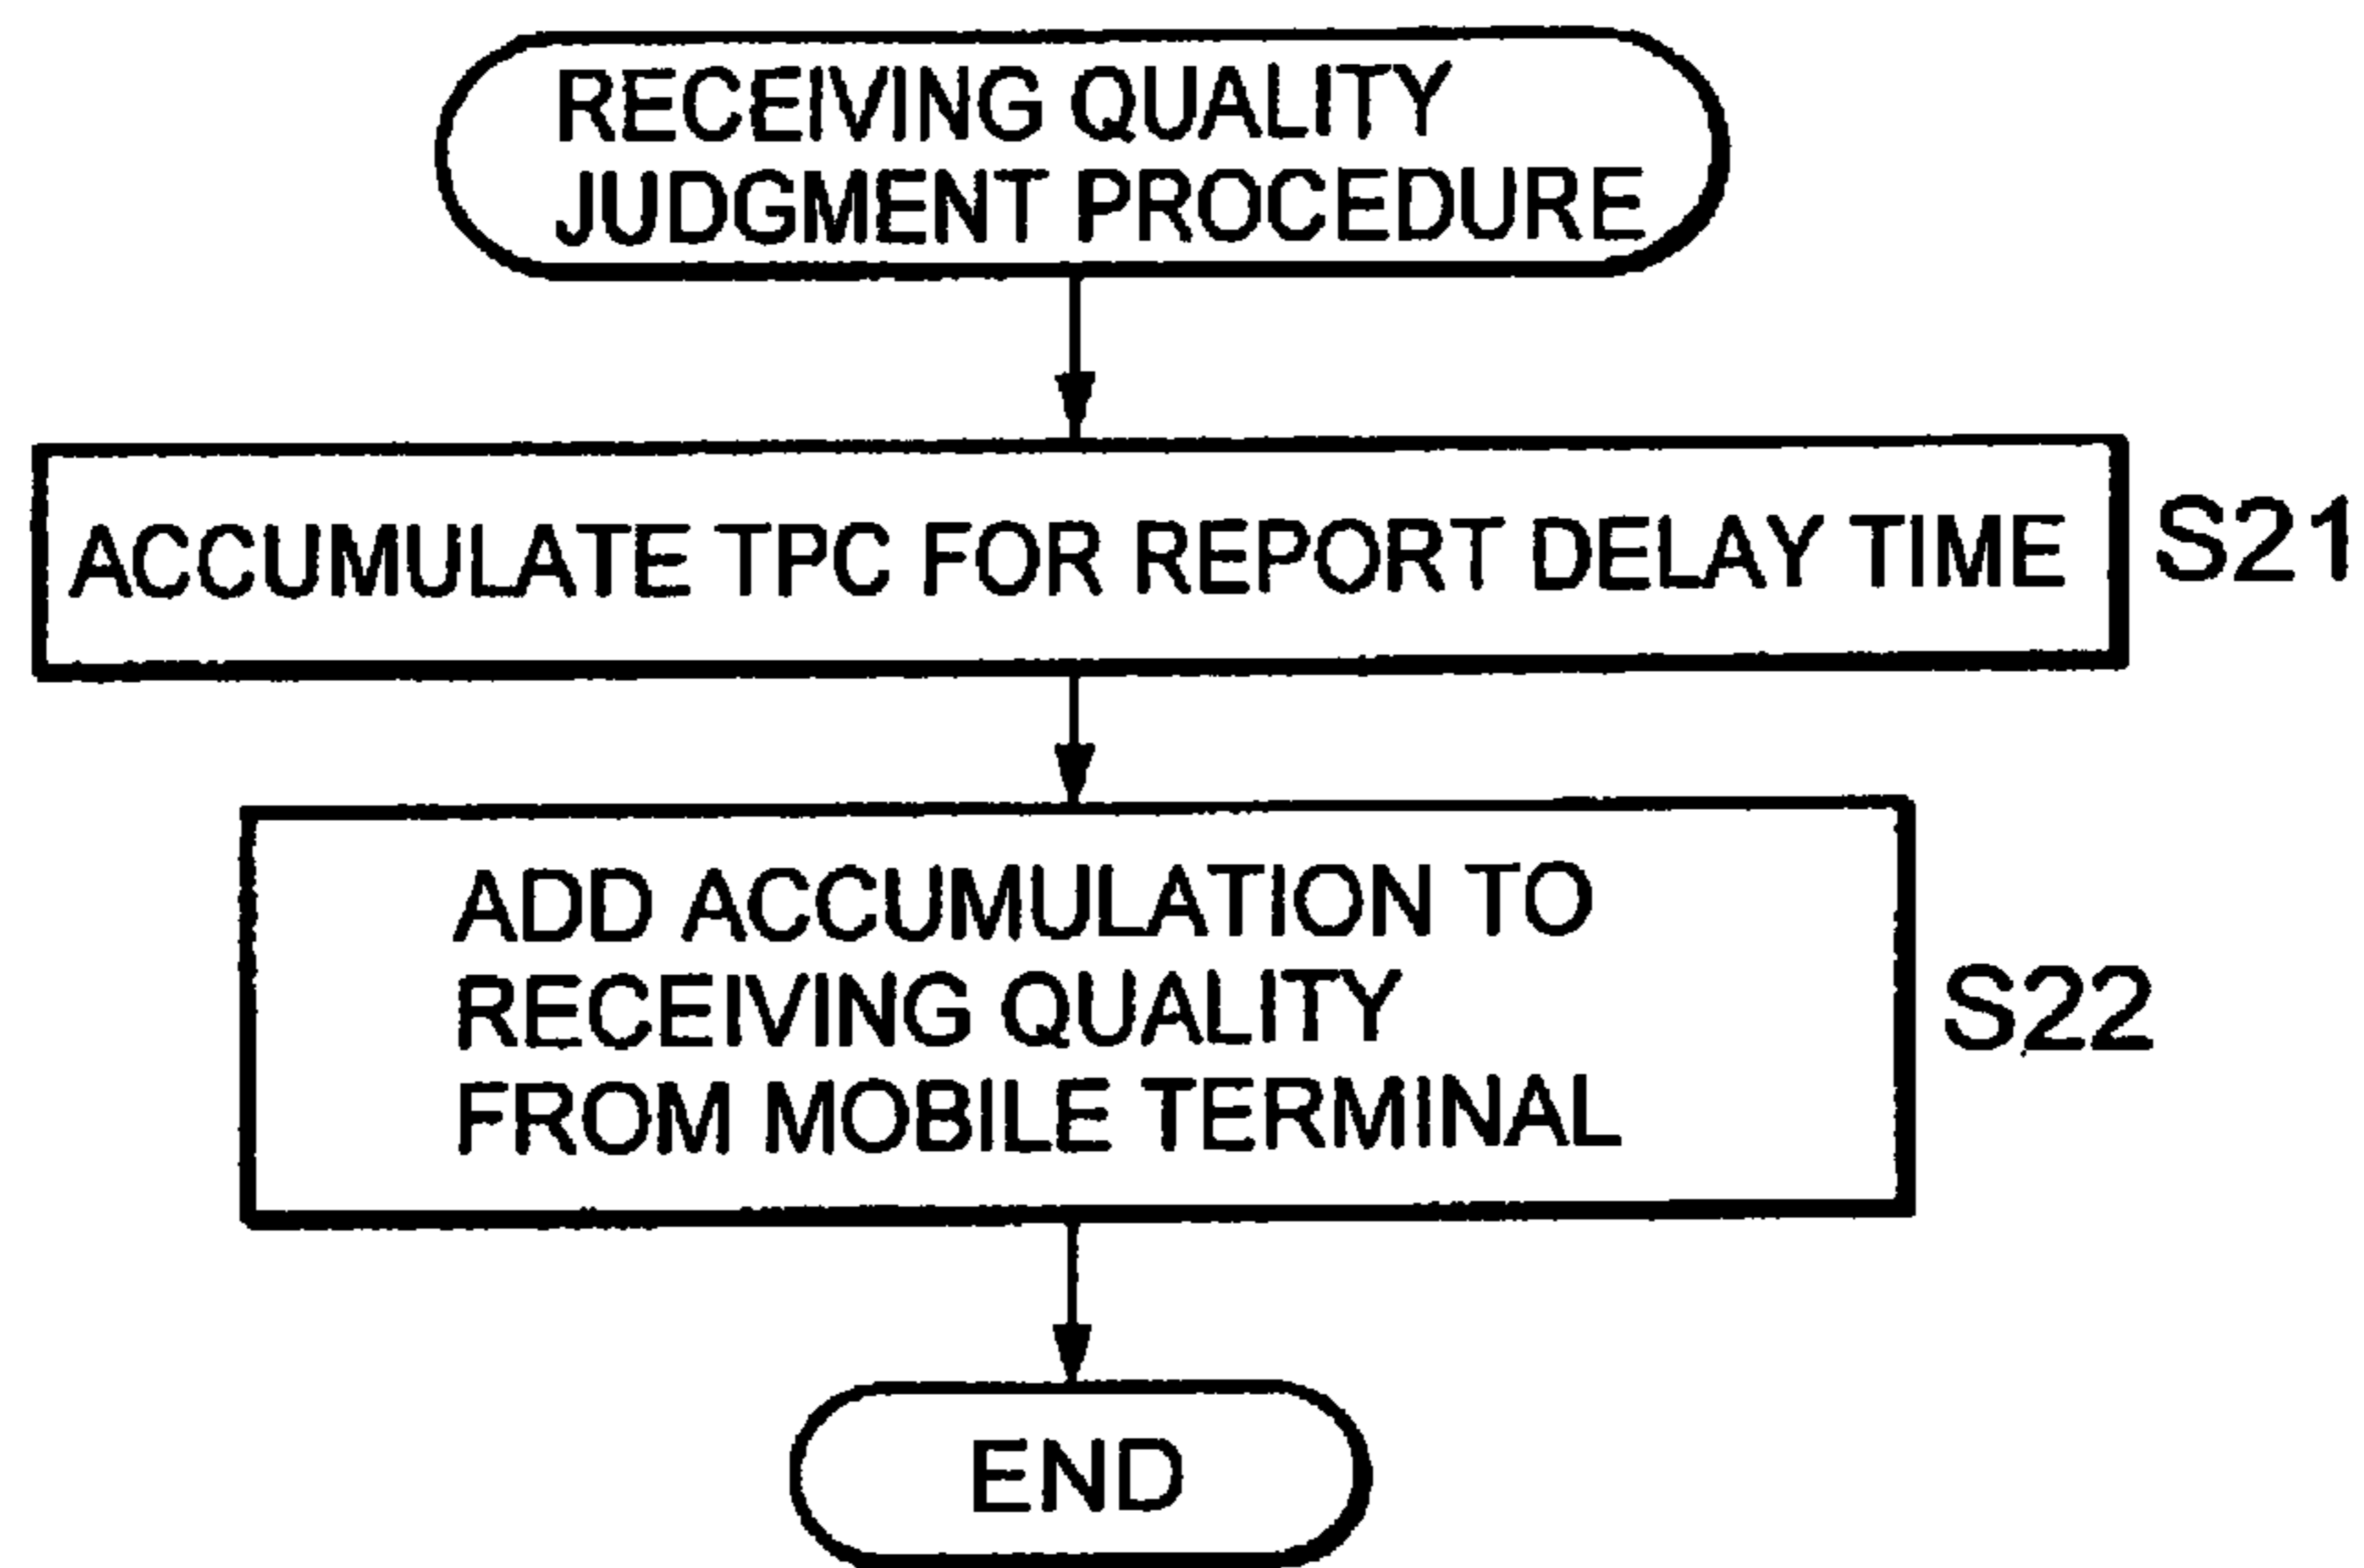 RECEIVING QUALITY
JUDGMENT PROCEDURE
ACCUMULATE TPC FOR REPORT DELAY TIME
S21
ADD ACCUMULATION TO
RECEIVING QUALITY
FROM MOBILE TERMINAL
S22
END